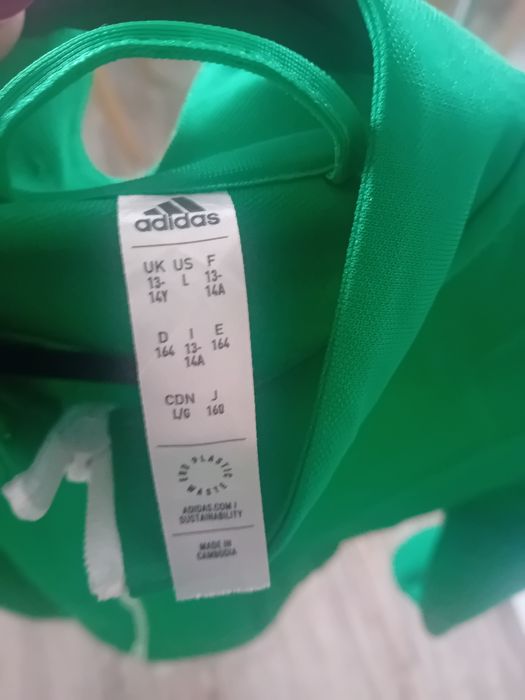 adidas
UK US F
13-14Y L 13-14A
D I E
164 13-14A 164
CDN J
L/G 160
END PLASTIC WASTE
ADIDAS.COM/
SUSTAINABILITY
MADE IN
CAMBODIA